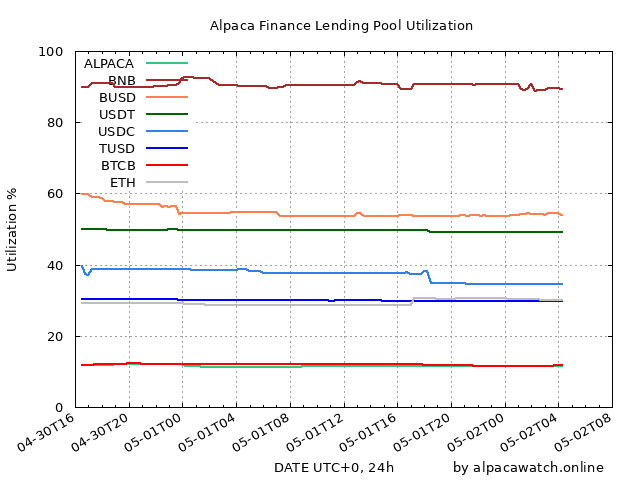 Alpaca Finance Lending Pool Utilization
Utilization %
100
80
60
40
20
0
ALPACA
BNB
BUSD
USDT
USDC
TUSD
BTCB
ETH
04-30T16
04-30T20
05-01T00
05-01T04
05-01T08
05-01T12
05-01T16
05-01T20
05-02T00
05-02T04
05-02T08
DATE UTC+0, 24h
by alpacawatch.online